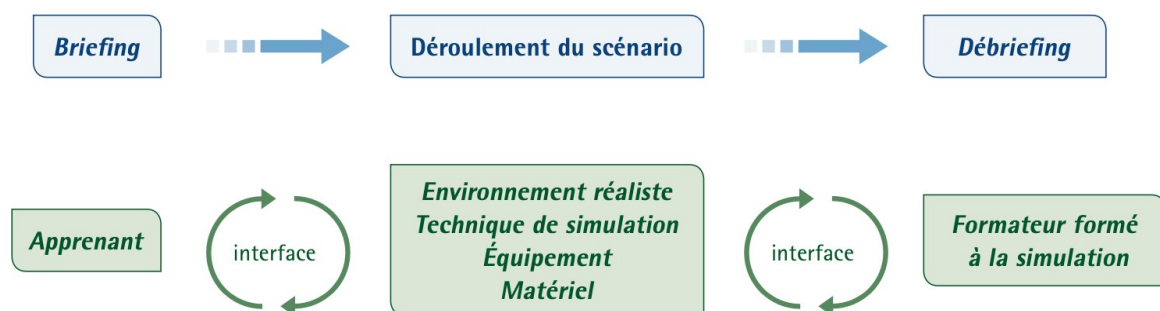 Briefing
Déroulement du scénario
Débriefing
Apprenant
interface
Environnement réaliste
Technique de simulation
Équipement
Matériel
interface
Formateur formé
à la simulation